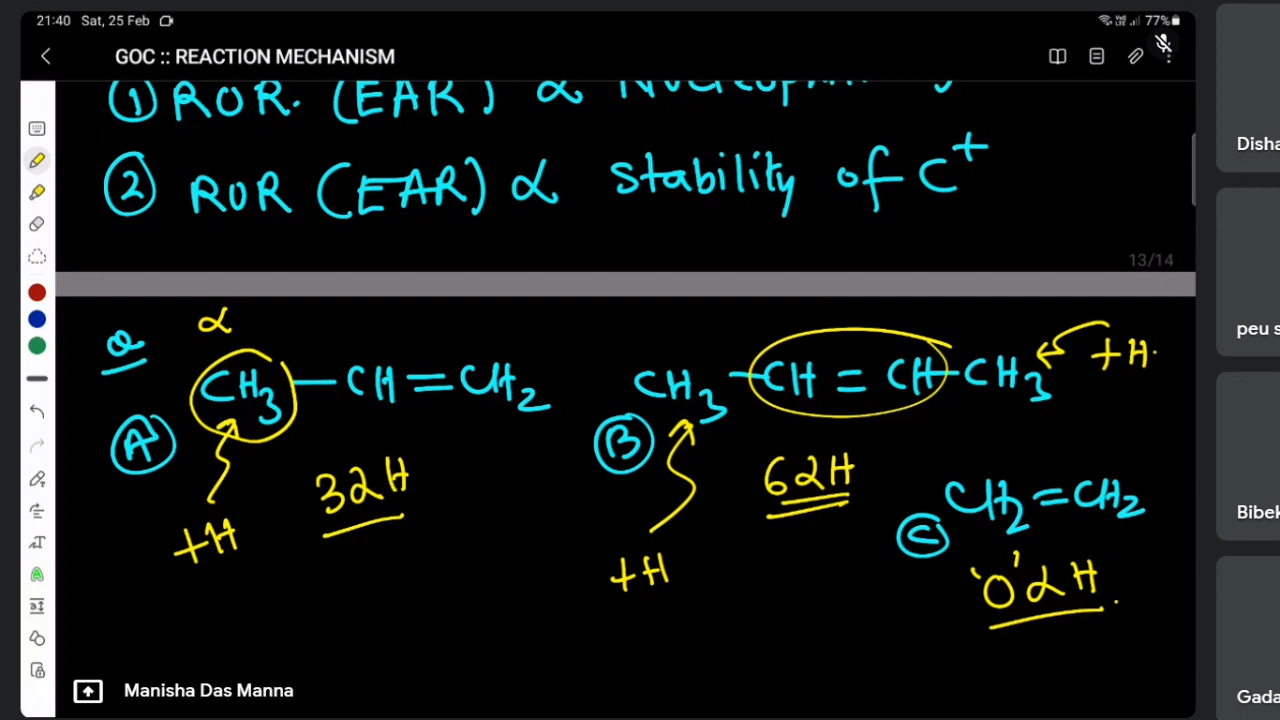 21:40 Sat, 25 Feb
77%
GOC :: REACTION MECHANISM
① ROR. (EAR) α
② ROR (EAR) α stability of C+
13/14
Q
α
CH3 — CH = CH2
CH3 — CH = CH — CH3
+H.
Ⓐ
Ⓑ
3αH
6αH
+H
+H
CH2 = CH2
Ⓒ
'0' αH.
Manisha Das Manna
Disha
peu s
Bibek
Gada